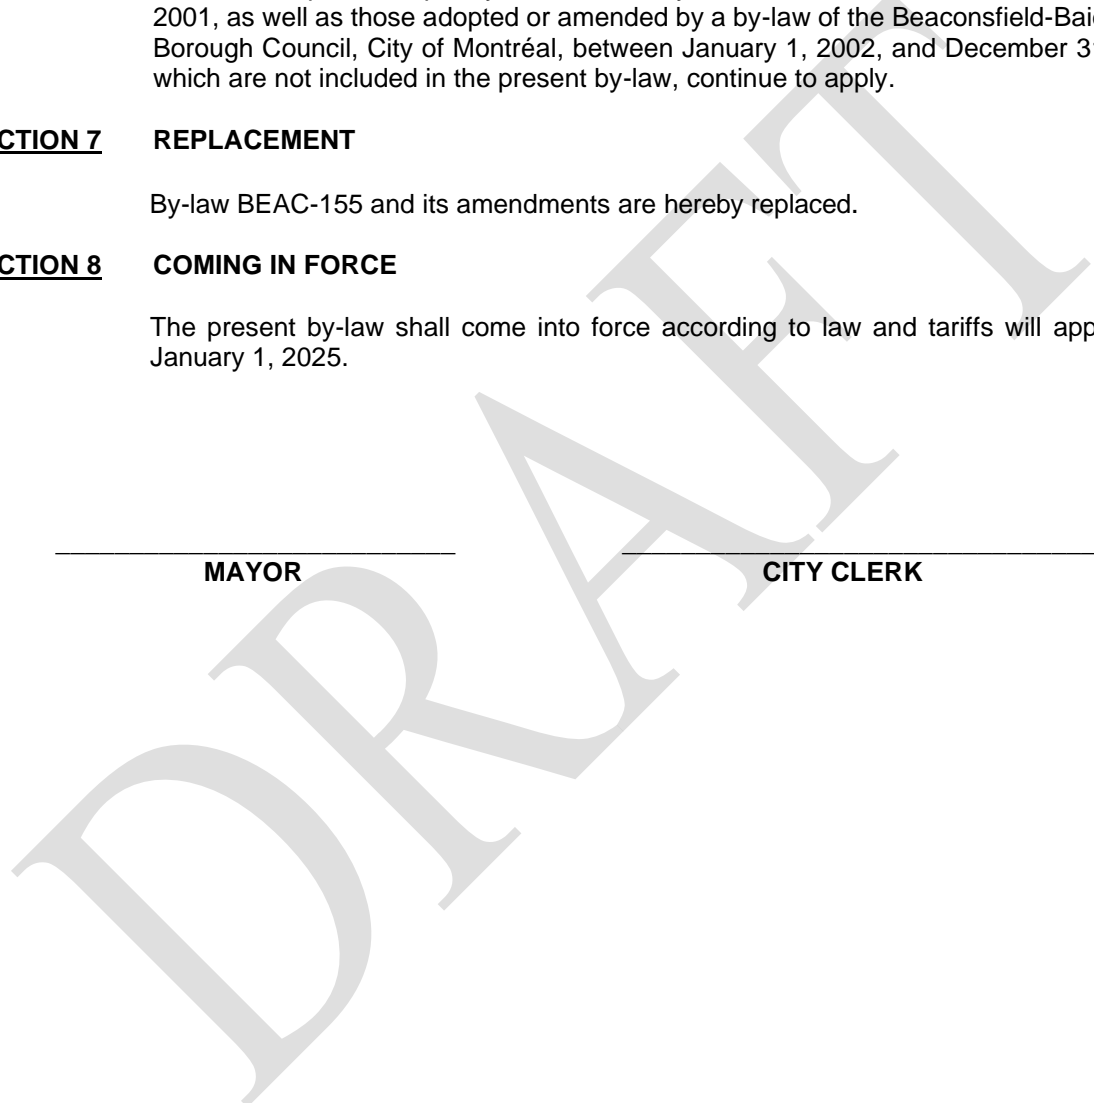 2001, as well as those adopted or amended by a by-law of the Beaconsfield-Baie
Borough Council, City of Montréal, between January 1, 2002, and December 31
which are not included in the present by-law, continue to apply.
CTION 7 REPLACEMENT
By-law BEAC-155 and its amendments are hereby replaced.
CTION 8 COMING IN FORCE
The present by-law shall come into force according to law and tariffs will app
January 1, 2025.
MAYOR CITY CLERK
DRAFT